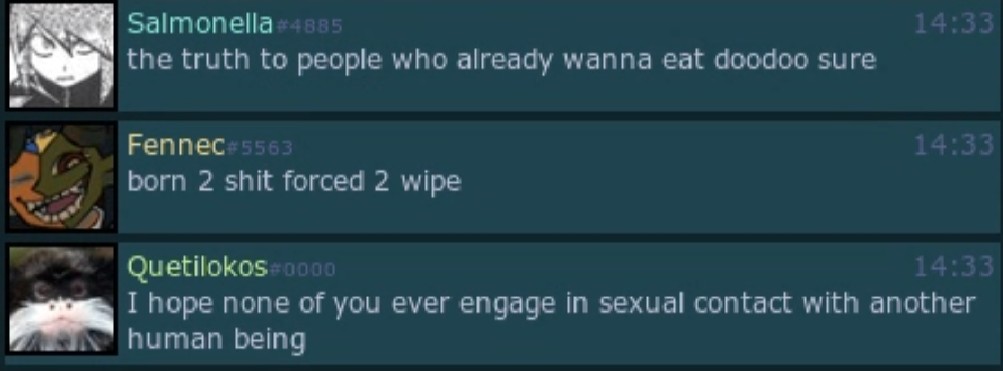 Salmonella#4885 14:33
the truth to people who already wanna eat doodoo sure
Fennec#5563 14:33
born 2 shit forced 2 wipe
Quetilokos#0000 14:33
I hope none of you ever engage in sexual contact with another
human being